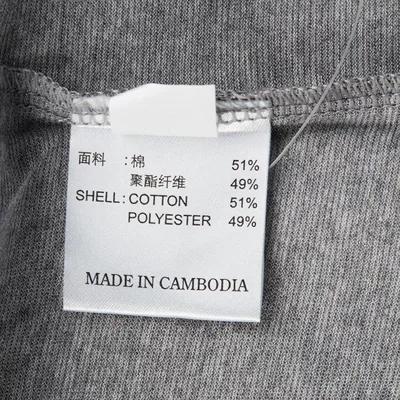 面料 :棉 51%
聚酯纤维 49%
SHELL: COTTON 51%
POLYESTER 49%
MADE IN CAMBODIA